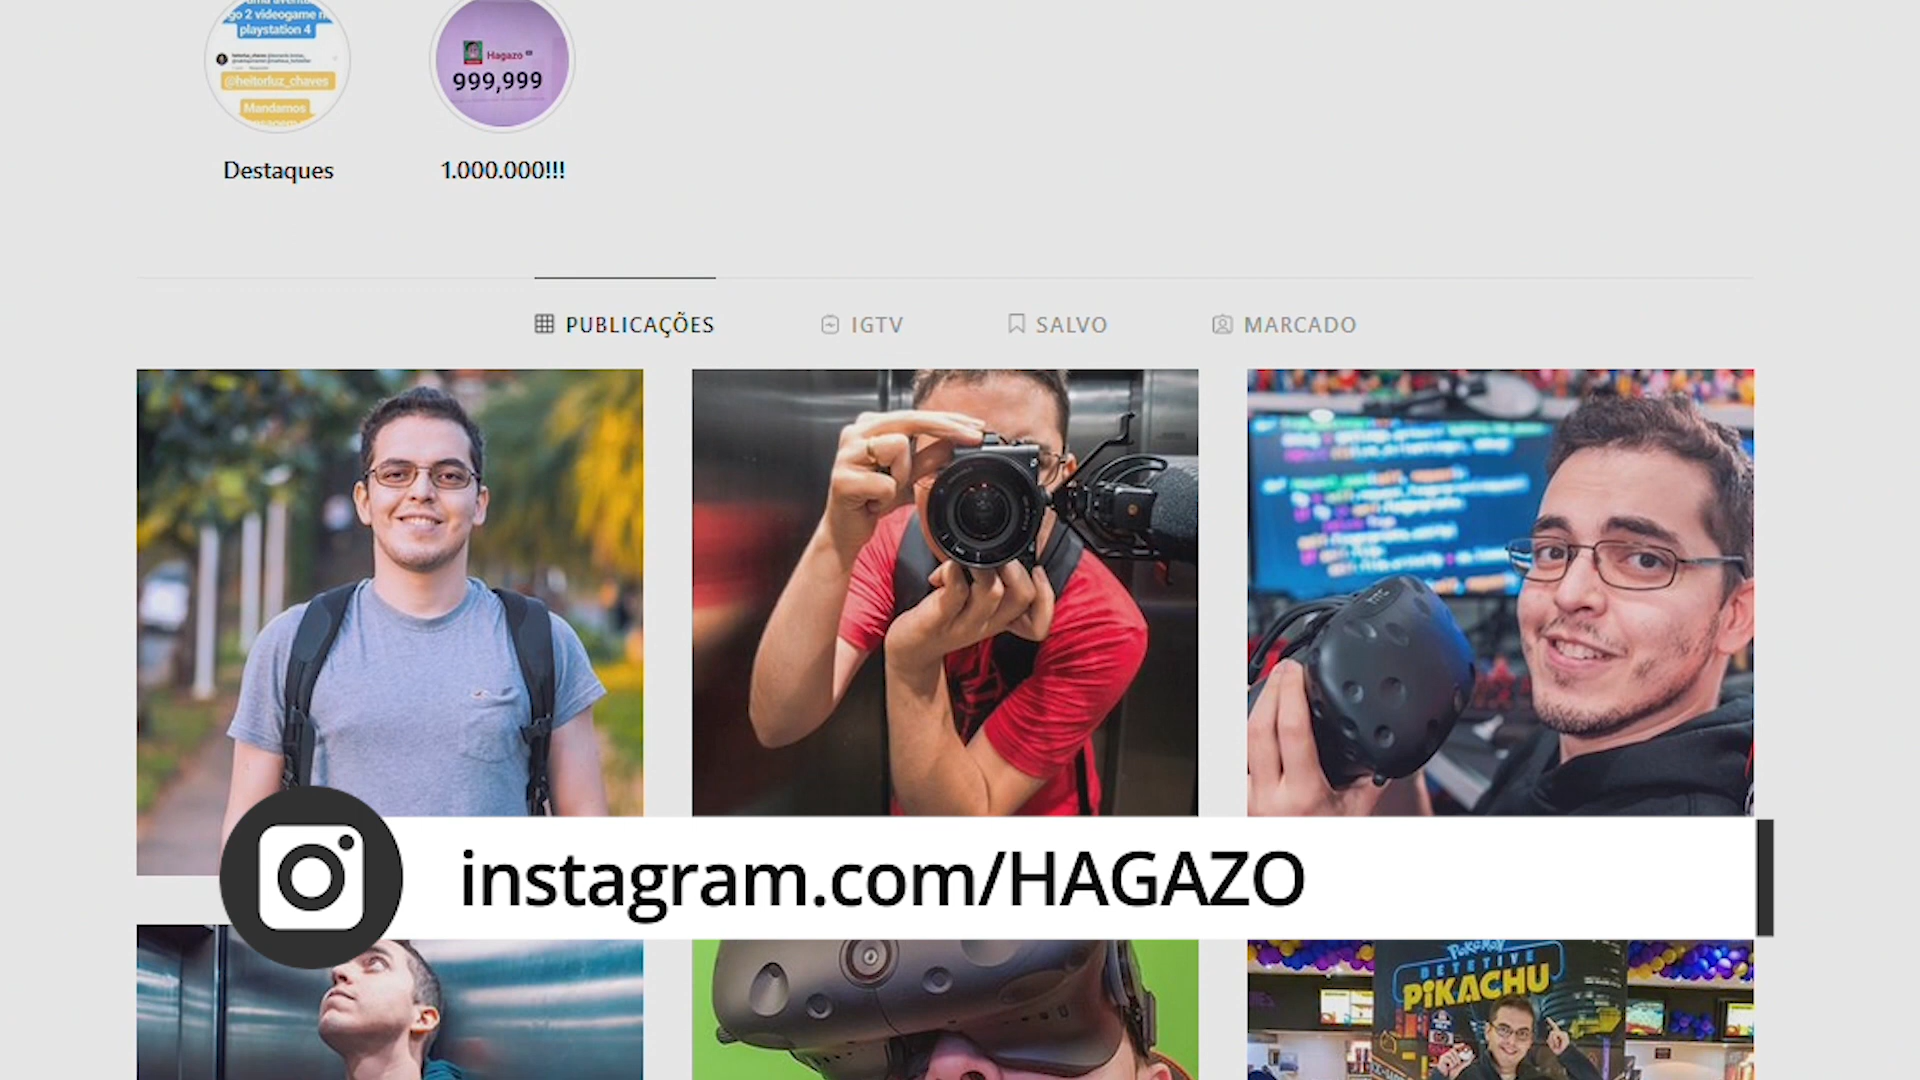 go 2 videogame n
playstation 4
@heitorluz_chaves
Mandamos
Hagazo
999,999
Destaques
1.000.000!!!
PUBLICAÇÕES
IGTV
SALVO
MARCADO
instagram.com/HAGAZO
POKéMON
DETETIVE
PiKACHU